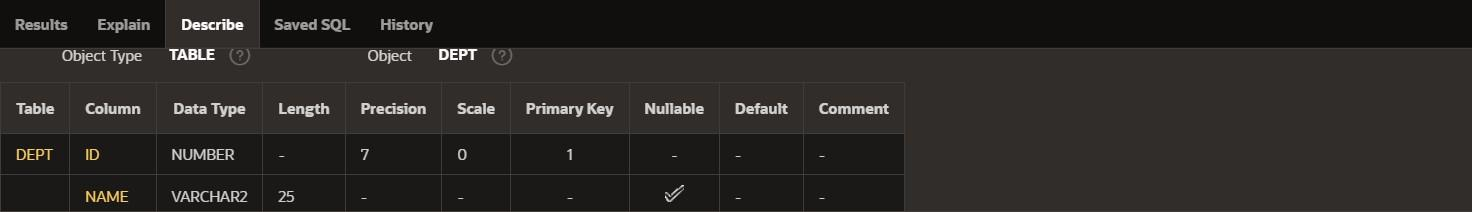 Results Explain Describe Saved SQL History
Object Type TABLE ? Object DEPT ?
Table Column Data Type Length Precision Scale Primary Key Nullable Default Comment
DEPT ID NUMBER - 7 0 1 - - -
NAME VARCHAR2 25 - - - ✓ - -